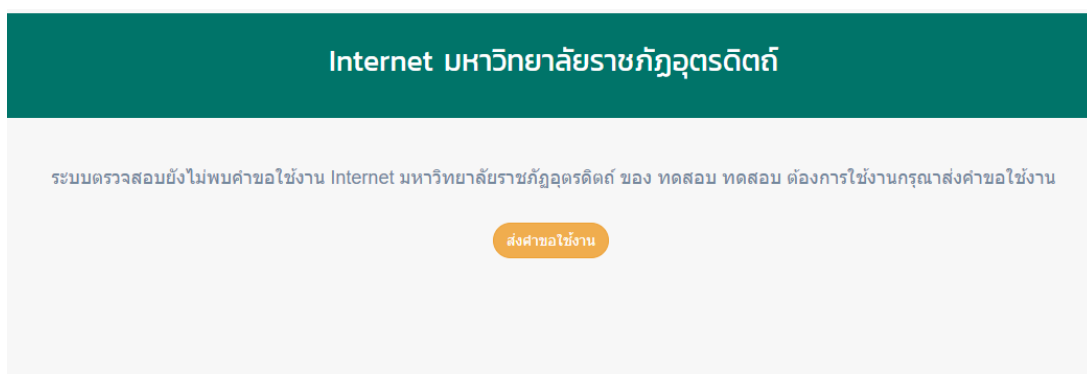 Internet มหาวิทยาลัยราชภัฏอุตรดิตถ์
ระบบตรวจสอบยังไม่พบคำขอใช้งาน Internet มหาวิทยาลัยราชภัฏอุตรดิตถ์ ของ ทดสอบ ทดสอบ ต้องการใช้งานกรุณาส่งคำขอใช้งาน
ส่งคำขอใช้งาน